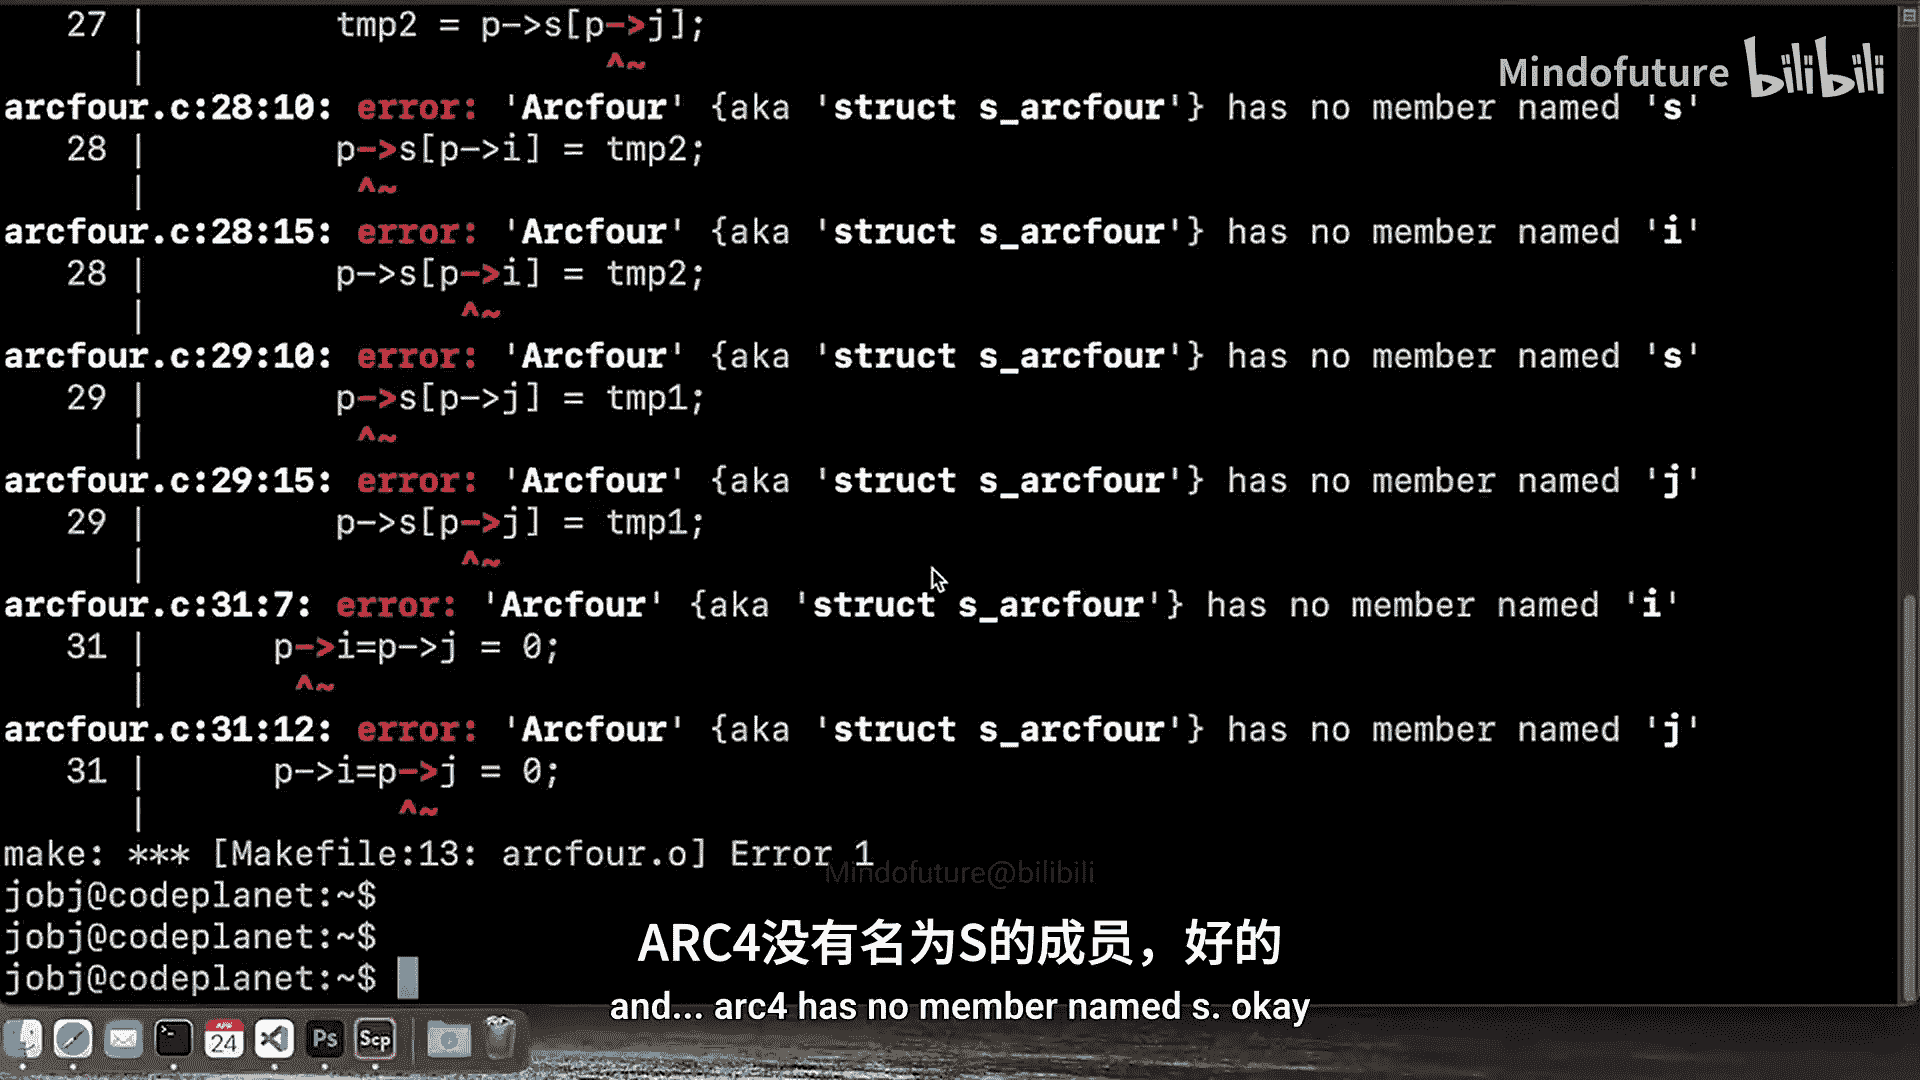 27 |          tmp2 = p->s[p->j];
   |                       ^~
Mindofuture bilibili
arcfour.c:28:10: error: 'Arcfour' {aka 'struct s_arcfour'} has no member named 's'
28 |          p->s[p->i] = tmp2;
   |           ^~
arcfour.c:28:15: error: 'Arcfour' {aka 'struct s_arcfour'} has no member named 'i'
28 |          p->s[p->i] = tmp2;
   |                ^~
arcfour.c:29:10: error: 'Arcfour' {aka 'struct s_arcfour'} has no member named 's'
29 |          p->s[p->j] = tmp1;
   |           ^~
arcfour.c:29:15: error: 'Arcfour' {aka 'struct s_arcfour'} has no member named 'j'
29 |          p->s[p->j] = tmp1;
   |                ^~
arcfour.c:31:7: error: 'Arcfour' {aka 'struct s_arcfour'} has no member named 'i'
31 |       p->i=p->j = 0;
   |        ^~
arcfour.c:31:12: error: 'Arcfour' {aka 'struct s_arcfour'} has no member named 'j'
31 |       p->i=p->j = 0;
   |             ^~
make: *** [Makefile:13: arcfour.o] Error 1
Mindofuture@bilibili
jobj@codeplanet:~$
jobj@codeplanet:~$
jobj@codeplanet:~$
ARC4没有名为S的成员，好的
and... arc4 has no member named s. okay
APR
24
Ps
Scp